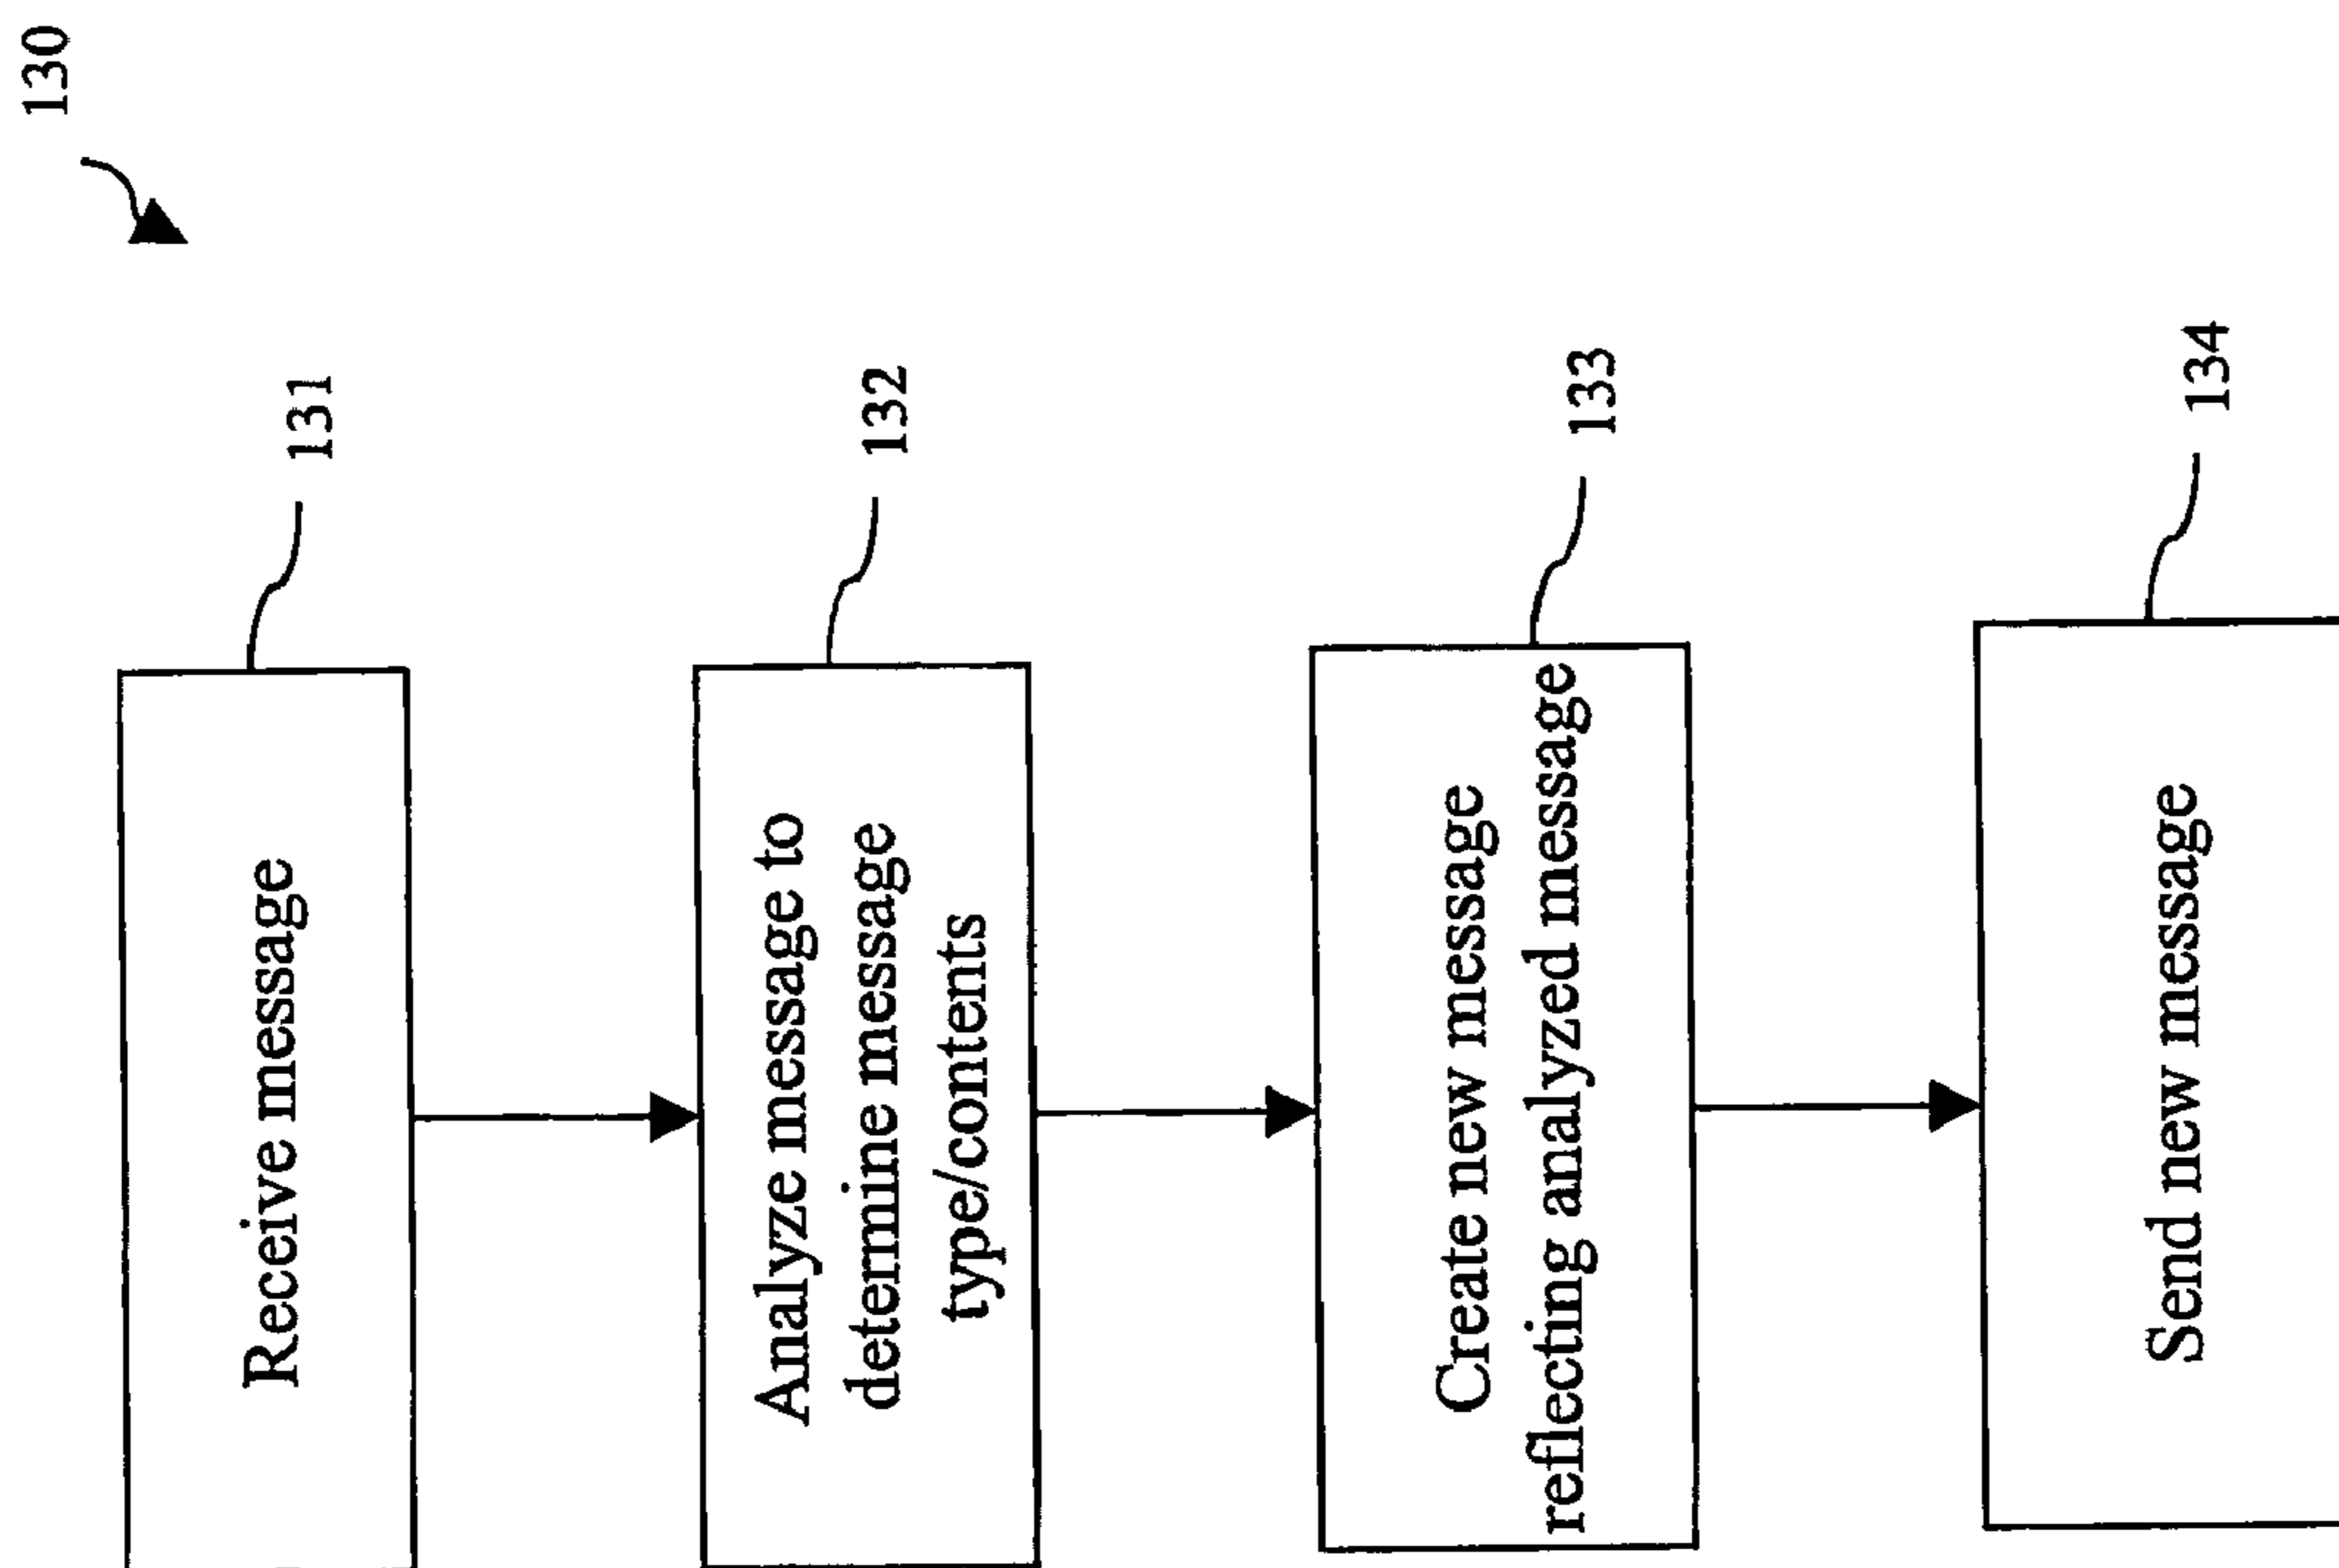 130
Receive message
131
Analyze message to
determine message
type/contents
132
Create new message
reflecting analyzed message
133
Send new message
134